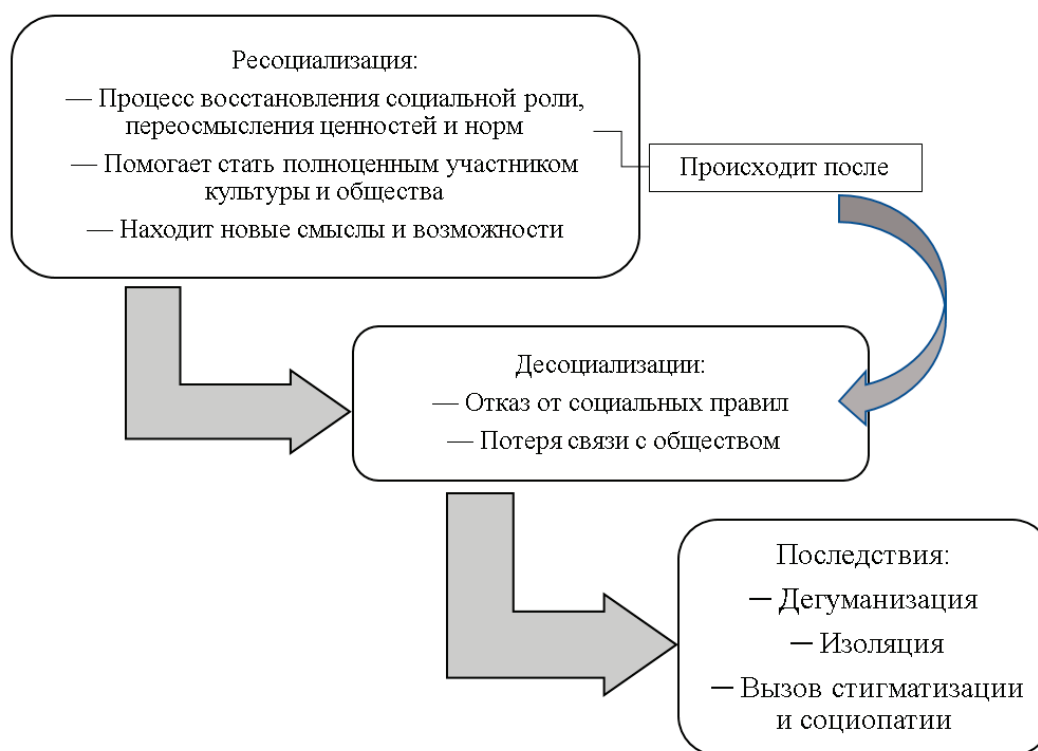 Ресоциализация:
— Процесс восстановления социальной роли,
переосмысления ценностей и норм
— Помогает стать полноценным участником
культуры и общества
— Находит новые смыслы и возможности
Происходит после
Десоциализации:
— Отказ от социальных правил
— Потеря связи с обществом
Последствия:
— Дегуманизация
— Изоляция
— Вызов стигматизации
и социопатии